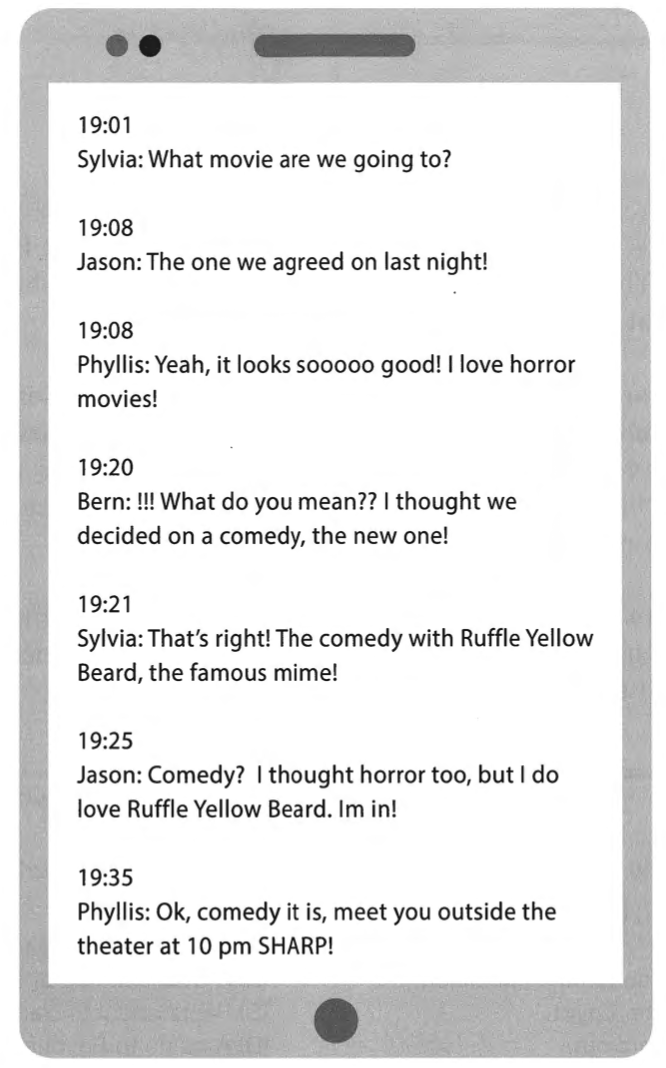 19:01
Sylvia: What movie are we going to?
19:08
Jason: The one we agreed on last night!
19:08
Phyllis: Yeah, it looks sooooo good! I love horror
movies!
19:20
Bern: !!! What do you mean?? I thought we
decided on a comedy, the new one!
19:21
Sylvia: That's right! The comedy with Ruffle Yellow
Beard, the famous mime!
19:25
Jason: Comedy?  I thought horror too, but I do
love Ruffle Yellow Beard. Im in!
19:35
Phyllis: Ok, comedy it is, meet you outside the
theater at 10 pm SHARP!